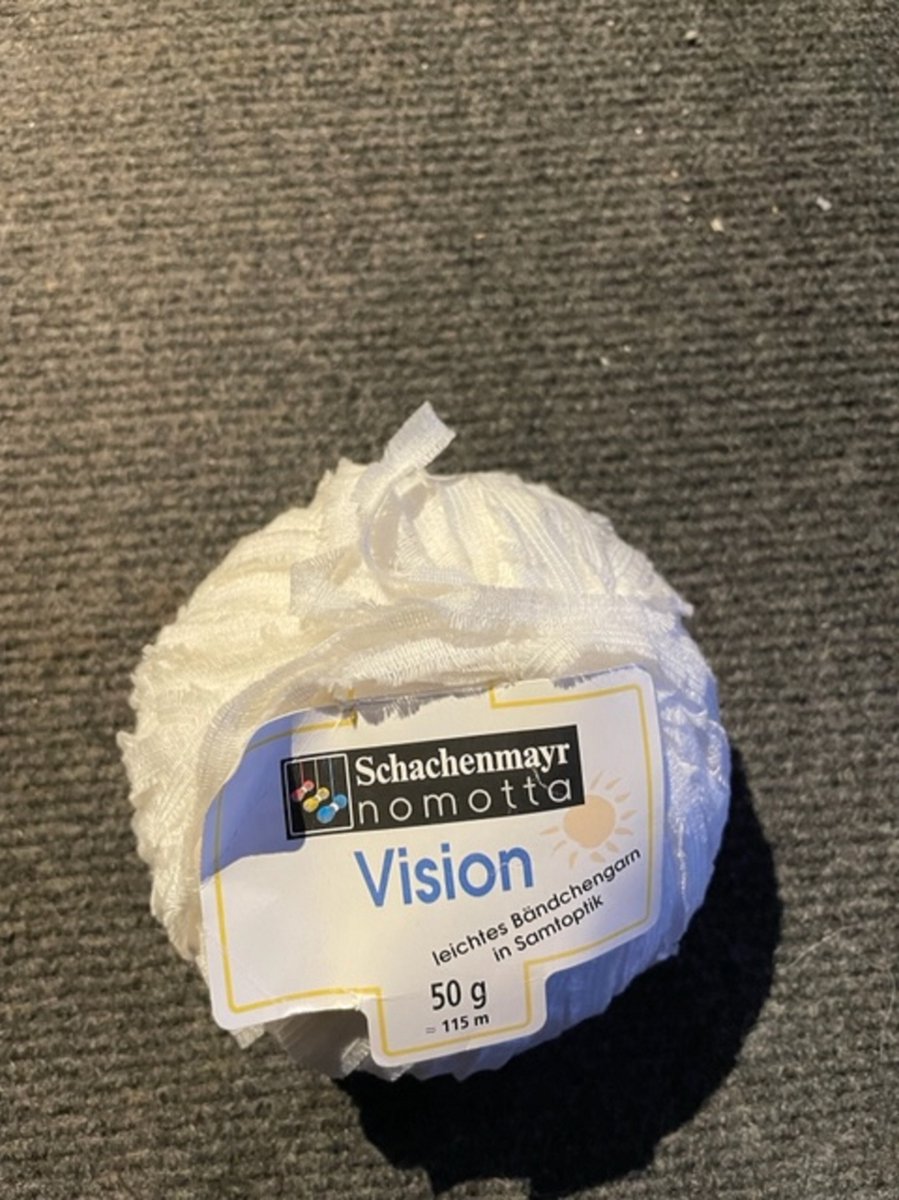 Schachenmayr
nomotta
Vision
leichtes Bändchengarn
in Samtoptik
50 g
≈ 115 m